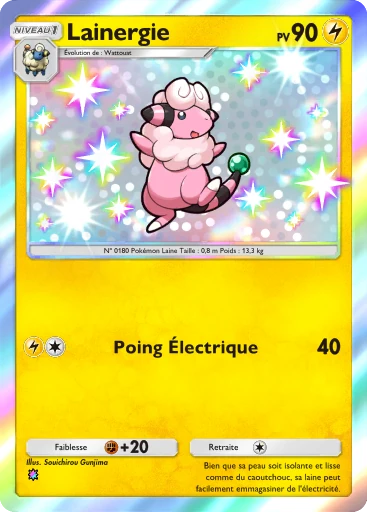 NIVEAU 1
Lainergie
PV 90
Évolution de : Wattouat
N° 0180 Pokémon Laine Taille : 0,8 m Poids : 13,3 kg
Poing Électrique 40
Faiblesse +20 Retraite
Illus. Souichirou Gunjima
Bien que sa peau soit isolante et lisse
comme du caoutchouc, sa laine peut
facilement emmagasiner de l'électricité.